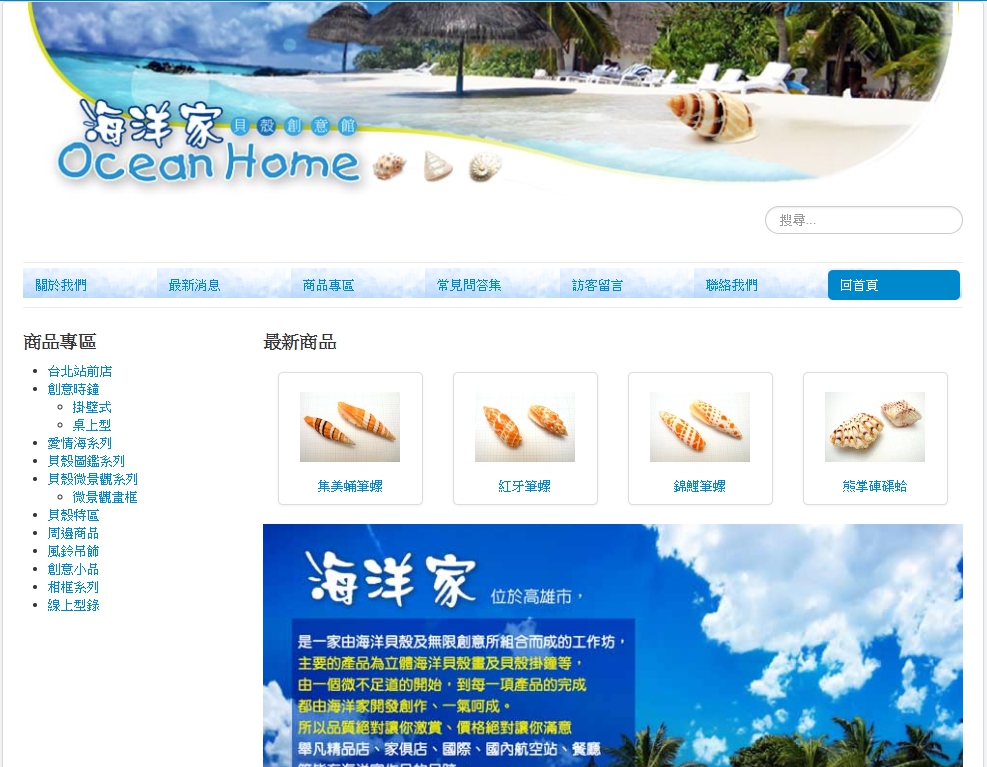 海洋家 貝殼創意館
Ocean Home
搜尋...
關於我們
最新消息
商品專區
常見問答集
訪客留言
聯絡我們
回首頁
商品專區
台北站前店
創意時鐘
掛壁式
桌上型
愛情海系列
貝殼圖鑑系列
貝殼微景觀系列
微景觀畫框
貝殼特區
周邊商品
風鈴吊飾
創意小品
相框系列
線上型錄
最新商品
集美蛹筆螺
紅牙筆螺
錦鯉筆螺
熊掌硨磲蛤
海洋家 位於高雄市，
是一家由海洋貝殼及無限創意所組合而成的工作坊，
主要的產品為立體海洋貝殼畫及貝殼掛鐘等，
由一個微不足道的開始，到每一項產品的完成
都由海洋家開發創作、一氣呵成。
所以品質絕對讓你激賞、價格絕對讓你滿意
舉凡精品店、家俱店、國際、國內航空站、餐廳